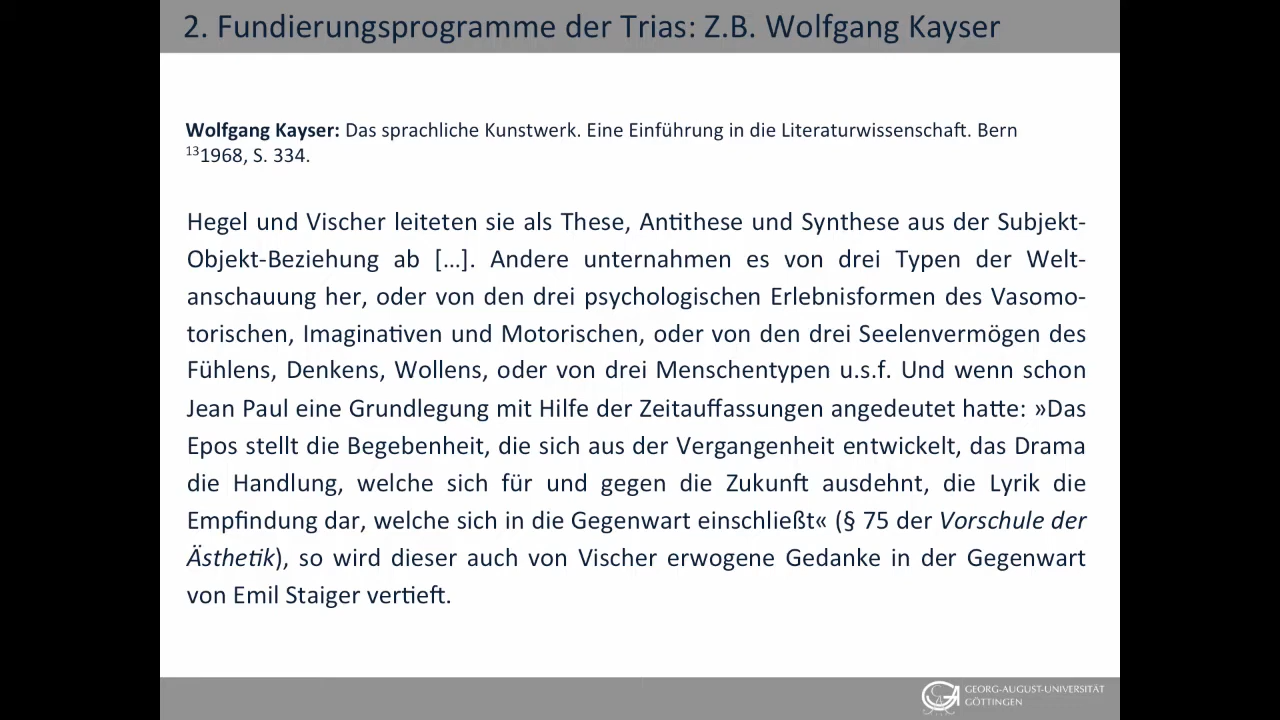 2. Fundierungsprogramme der Trias: Z.B. Wolfgang Kayser
Wolfgang Kayser: Das sprachliche Kunstwerk. Eine Einführung in die Literaturwissenschaft. Bern
¹³1968, S. 334.
Hegel und Vischer leiteten sie als These, Antithese und Synthese aus der Subjekt-
Objekt-Beziehung ab [...]. Andere unternahmen es von drei Typen der Welt-
anschauung her, oder von den drei psychologischen Erlebnisformen des Vasomo-
torischen, Imaginativen und Motorischen, oder von den drei Seelenvermögen des
Fühlens, Denkens, Wollens, oder von drei Menschentypen u.s.f. Und wenn schon
Jean Paul eine Grundlegung mit Hilfe der Zeitauffassungen angedeutet hatte: »Das
Epos stellt die Begebenheit, die sich aus der Vergangenheit entwickelt, das Drama
die Handlung, welche sich für und gegen die Zukunft ausdehnt, die Lyrik die
Empfindung dar, welche sich in die Gegenwart einschließt« (§ 75 der Vorschule der
Ästhetik), so wird dieser auch von Vischer erwogene Gedanke in der Gegenwart
von Emil Staiger vertieft.
GEORG-AUGUST-UNIVERSITÄT
GÖTTINGEN